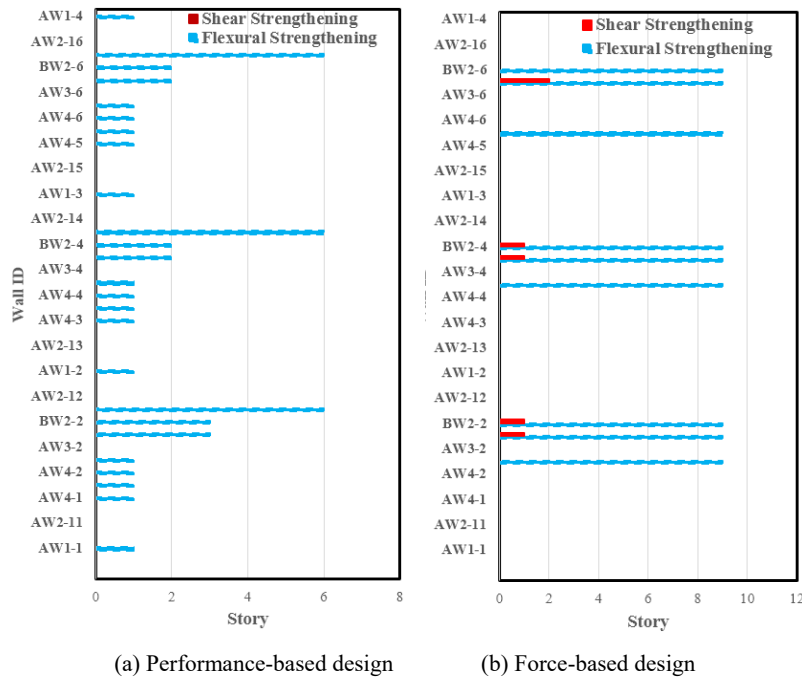 Shear Strengthening
Flexural Strengthening
AW1-4
AW2-16
BW2-6
AW3-6
AW4-6
AW4-5
AW2-15
AW1-3
AW2-14
BW2-4
AW3-4
AW4-4
AW4-3
AW2-13
AW1-2
AW2-12
BW2-2
AW3-2
AW4-2
AW4-1
AW2-11
AW1-1
Wall ID
0 2 4 6 8
Story
(a) Performance-based design
Shear Strengthening
Flexural Strengthening
AW1-4
AW2-16
BW2-6
AW3-6
AW4-6
AW4-5
AW2-15
AW1-3
AW2-14
BW2-4
AW3-4
AW4-4
AW4-3
AW2-13
AW1-2
AW2-12
BW2-2
AW3-2
AW4-2
AW4-1
AW2-11
AW1-1
0 2 4 6 8 10 12
Story
(b) Force-based design